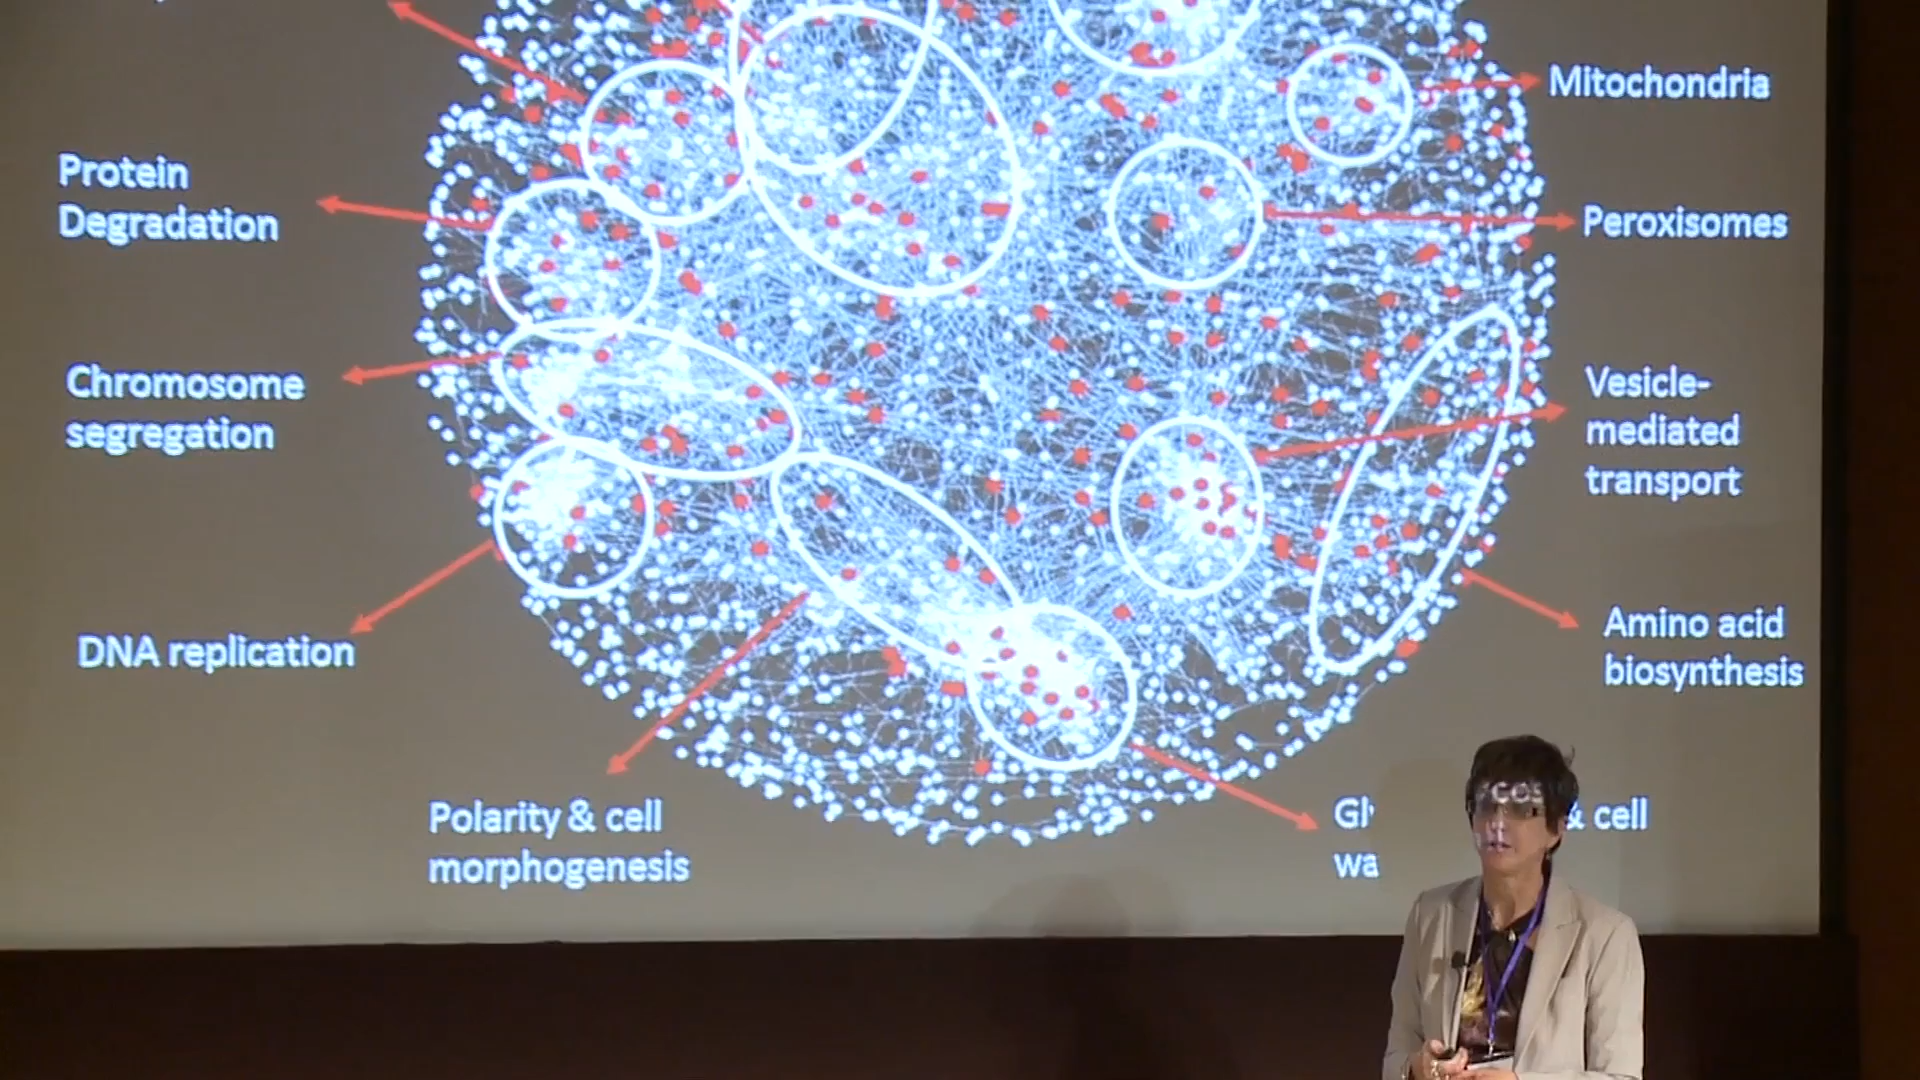 Mitochondria
Protein
Degradation
Peroxisomes
Chromosome
segregation
Vesicle-
mediated
transport
DNA replication
Amino acid
biosynthesis
Polarity & cell
morphogenesis
& cell